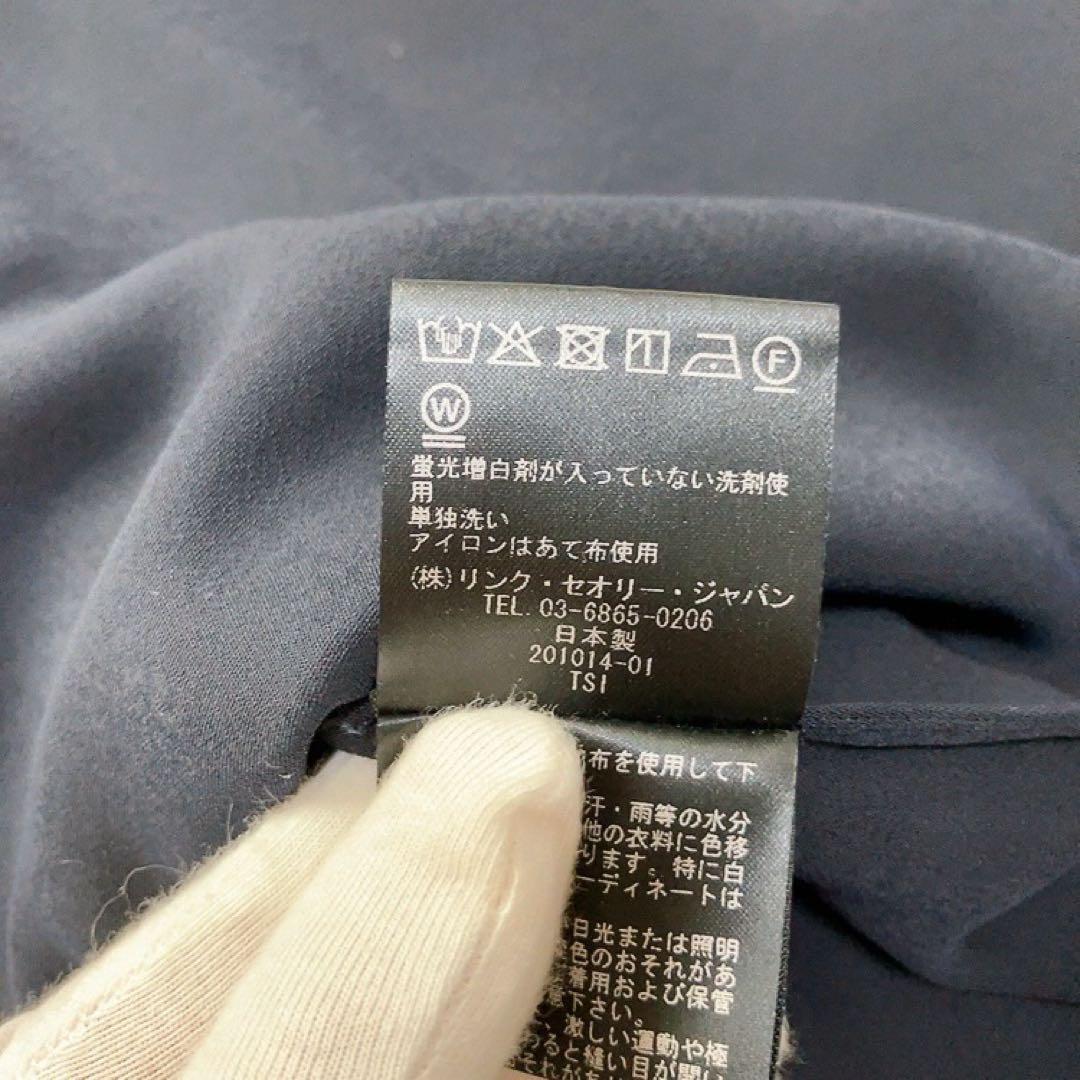 F
W
蛍光増白剤が入っていない洗剤使
用
単独洗い
アイロンはあて布使用
(株)リンク・セオリー・ジャパン
TEL. 03-6865-0206
日本製
201014-01
TSI
布を使用して下
汗・雨等の水分
他の衣料に色移
ります。特に白
ーディネートは
日光または照明
色のおそれがあ
着用および保管
下さい。
、激しい運動や極
ると縫い目が開い